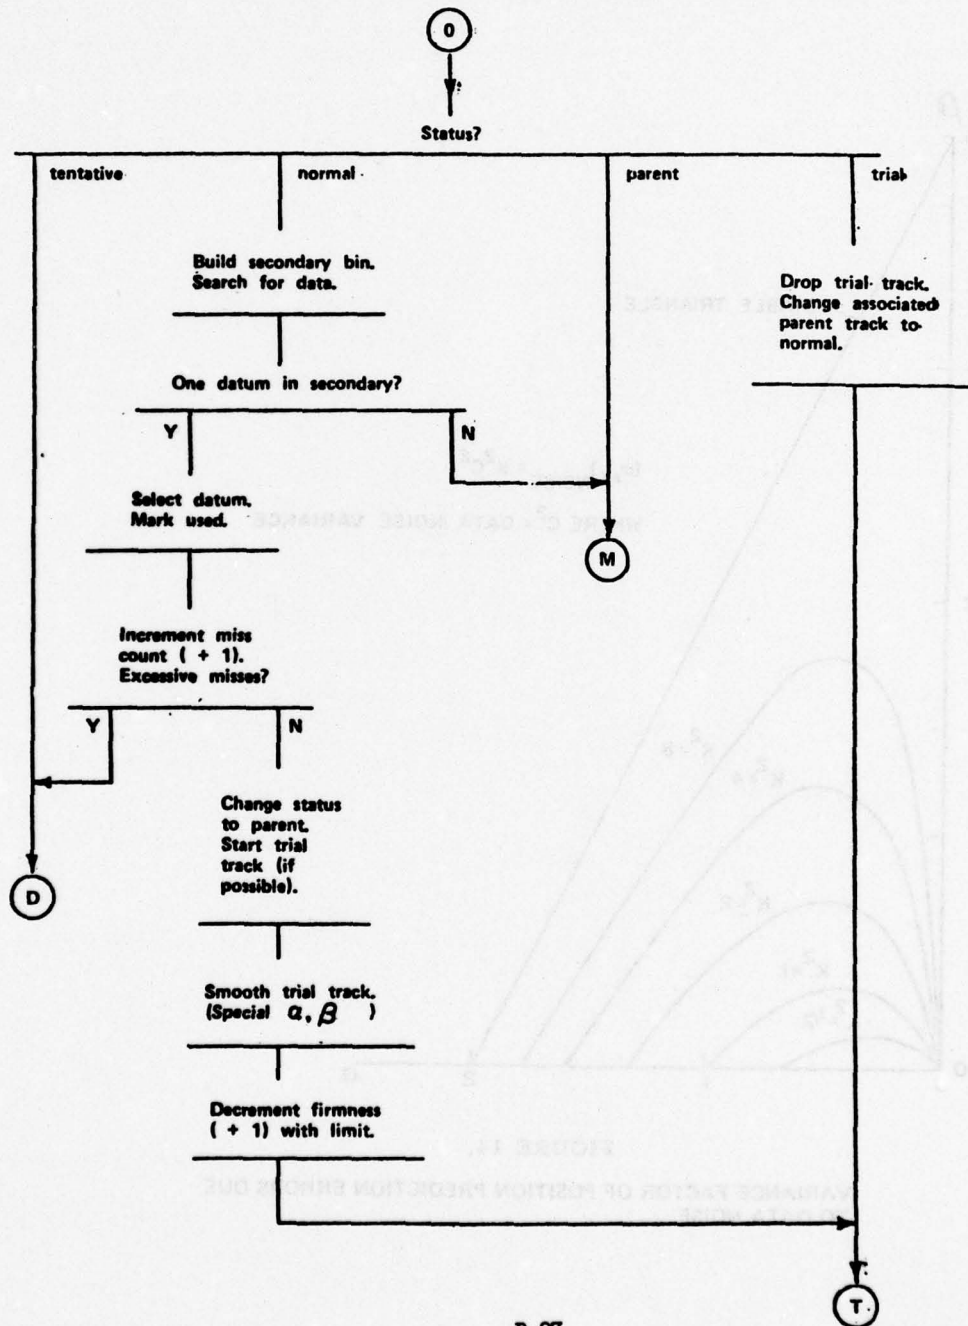 0
Status?
tentative
normal
parent
trial
Build secondary bin.
Search for data.
Drop trial track.
Change associated
parent track to
normal.
One datum in secondary?
Y
N
Select datum.
Mark used.
M
Increment miss
count ( + 1).
Excessive misses?
Y
N
Change status
to parent.
Start trial
track (if
possible).
D
Smooth trial track.
(Special α, β )
Decrement firmness
( + 1) with limit.
T